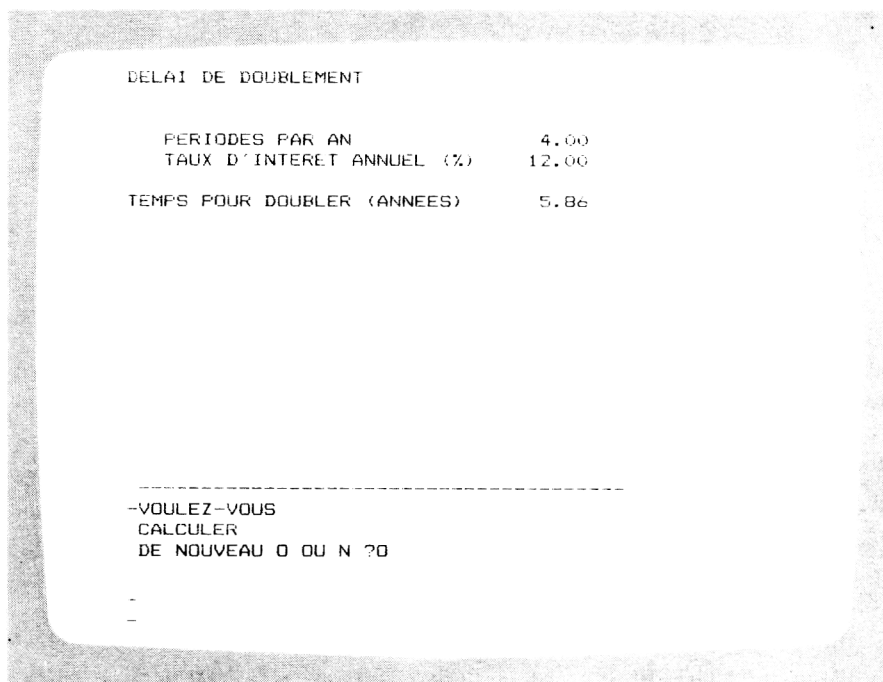 DELAI DE DOUBLEMENT
PERIODES PAR AN 4.00
TAUX D'INTERET ANNUEL (%) 12.00
TEMPS POUR DOUBLER (ANNEES) 5.86
-VOULEZ-VOUS
CALCULER
DE NOUVEAU O OU N ?O